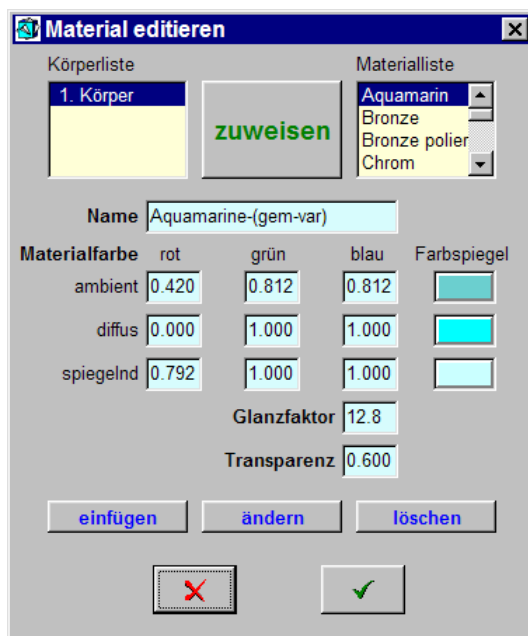 Material editieren
Körperliste
Materialliste
1. Körper
zuweisen
Aquamarin
Bronze
Bronze polier
Chrom
Name Aquamarine-(gem-var)
Materialfarbe rot grün blau Farbspiegel
ambient 0.420 0.812 0.812
diffus 0.000 1.000 1.000
spiegelnd 0.792 1.000 1.000
Glanzfaktor 12.8
Transparenz 0.600
einfügen ändern löschen